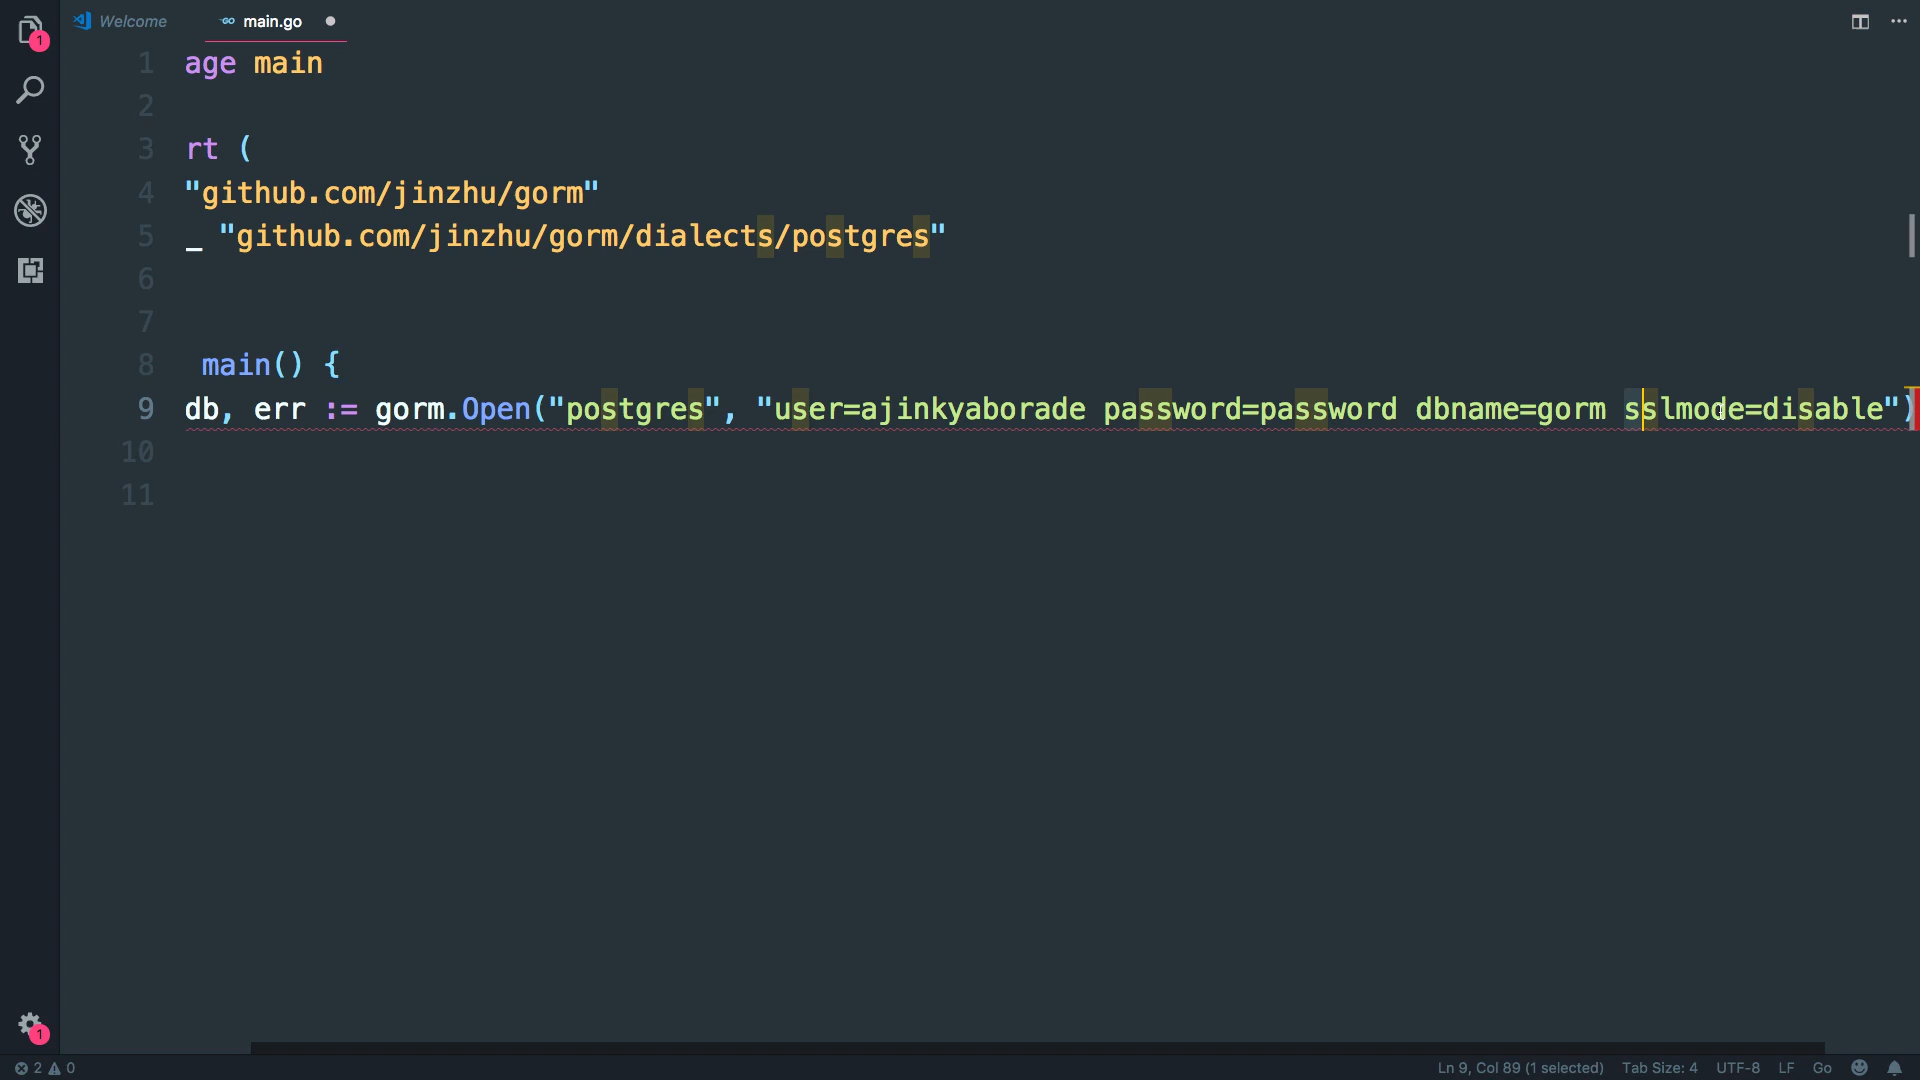 1
Welcome
main.go
1 age main
2
3 rt (
4 "github.com/jinzhu/gorm"
5 _ "github.com/jinzhu/gorm/dialects/postgres"
6
7
8 main() {
9 db, err := gorm.Open("postgres", "user=ajinkyaborade password=password dbname=gorm sslmode=disable")
10
11
1
2 0 Ln 9, Col 89 (1 selected) Tab Size: 4 UTF-8 LF Go